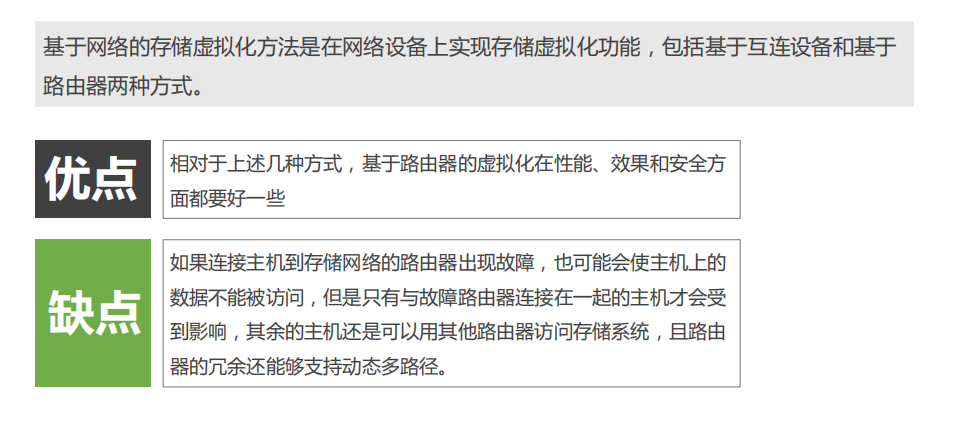 基于网络的存储虚拟化方法是在网络设备上实现存储虚拟化功能，包括基于互连设备和基于
路由器两种方式。
优点
相对于上述几种方式，基于路由器的虚拟化在性能、效果和安全方
面都要好一些
缺点
如果连接主机到存储网络的路由器出现故障，也可能会使主机上的
数据不能被访问，但是只有与故障路由器连接在一起的主机才会受
到影响，其余的主机还是可以用其他路由器访问存储系统，且路由
器的冗余还能够支持动态多路径。